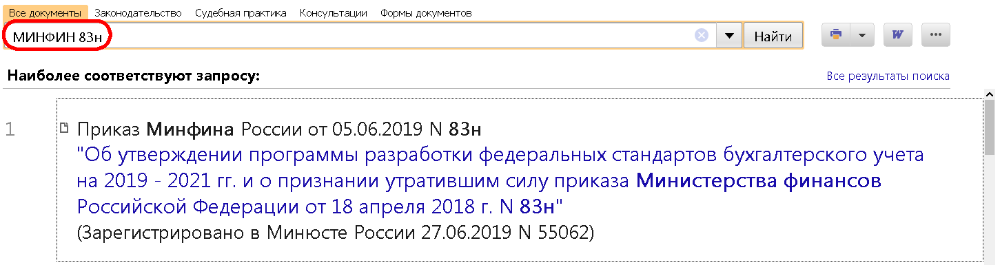 Все документы Законодательство Судебная практика Консультации Формы документов
МИНФИН 83н Найти W
Наиболее соответствуют запросу: Все результаты поиска
1 Приказ Минфина России от 05.06.2019 N 83н
"Об утверждении программы разработки федеральных стандартов бухгалтерского учета
на 2019 - 2021 гг. и о признании утратившим силу приказа Министерства финансов
Российской Федерации от 18 апреля 2018 г. N 83н"
(Зарегистрировано в Минюсте России 27.06.2019 N 55062)